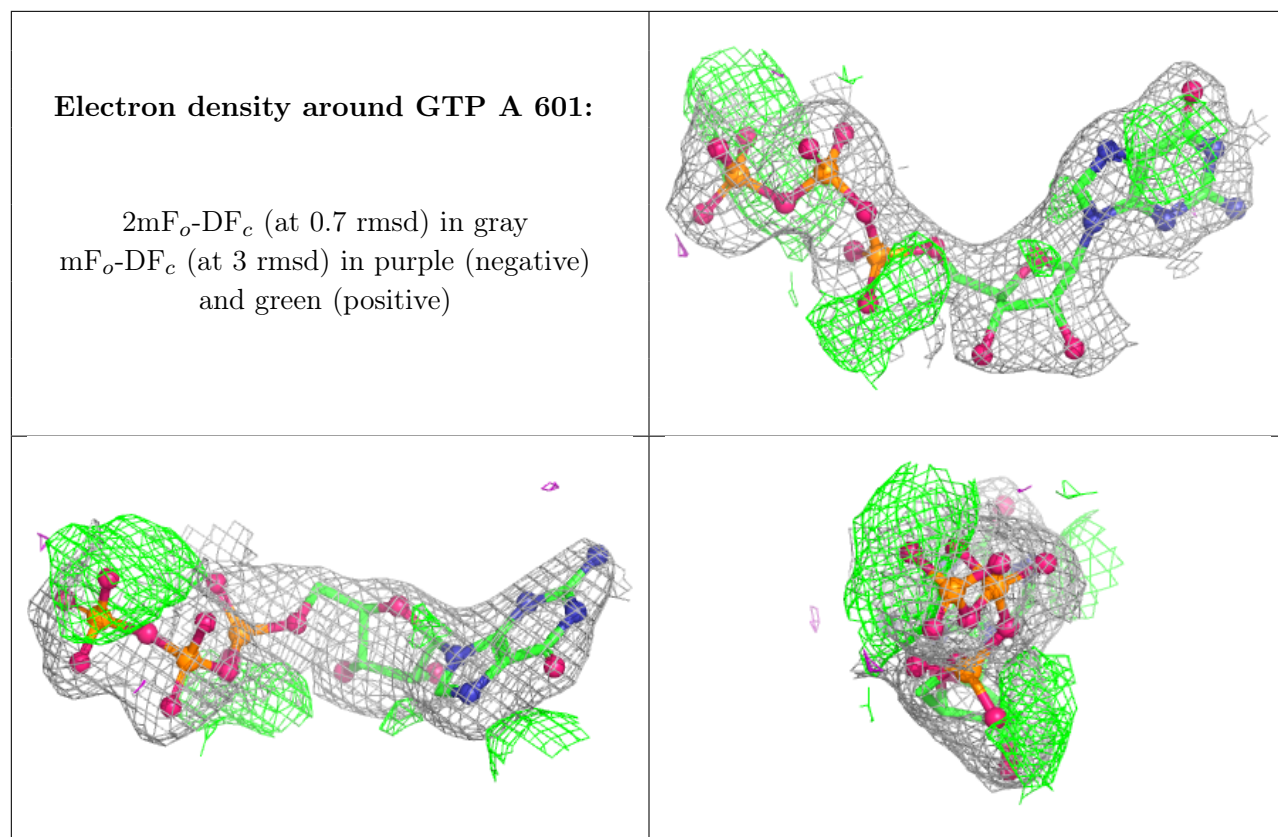 Electron density around GTP A 601:
2mFₒ-DF𝒸 (at 0.7 rmsd) in gray
mFₒ-DF𝒸 (at 3 rmsd) in purple (negative)
and green (positive)